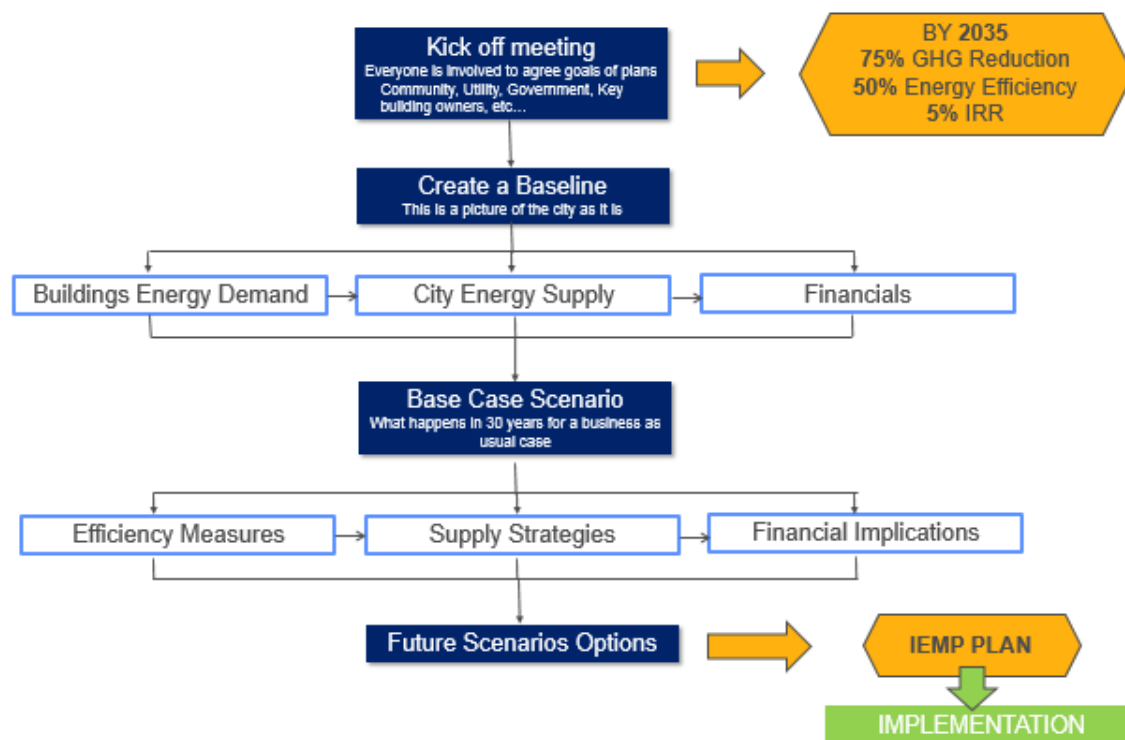 Kick off meeting
Everyone is involved to agree goals of plans
Community, Utility, Government, Key
building owners, etc...
BY 2035
75% GHG Reduction
50% Energy Efficiency
5% IRR
Create a Baseline
This is a picture of the city as it is
Buildings Energy Demand
City Energy Supply
Financials
Base Case Scenario
What happens in 30 years for a business as
usual case
Efficiency Measures
Supply Strategies
Financial Implications
Future Scenarios Options
IEMP PLAN
IMPLEMENTATION